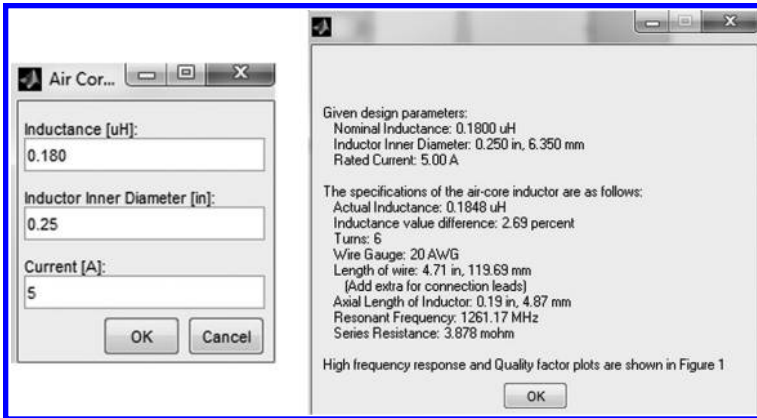 Air Cor...
Inductance [uH]:
0.180
Inductor Inner Diameter [in]:
0.25
Current [A]:
5
OK
Cancel
Given design parameters:
Nominal Inductance: 0.1800 uH
Inductor Inner Diameter: 0.250 in, 6.350 mm
Rated Current: 5.00 A
The specifications of the air-core inductor are as follows:
Actual Inductance: 0.1848 uH
Inductance value difference: 2.69 percent
Turns: 6
Wire Gauge: 20 AWG
Length of wire: 4.71 in, 119.69 mm
(Add extra for connection leads)
Axial Length of Inductor: 0.19 in, 4.87 mm
Resonant Frequency: 1261.17 MHz
Series Resistance: 3.878 mohm
High frequency response and Quality factor plots are shown in Figure 1
OK